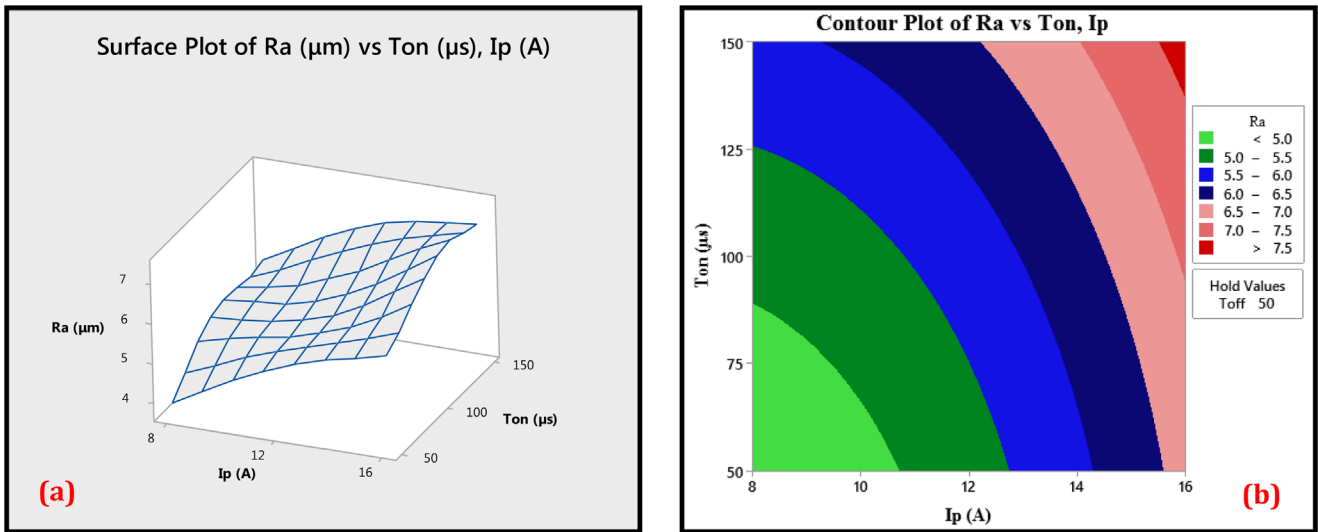 Surface Plot of Ra (µm) vs Ton (µs), Ip (A)
7
6
Ra (µm)
5
4
150
100
Ton (µs)
50
8
12
16
Ip (A)
(a)
Contour Plot of Ra vs Ton, Ip
150
125
100
75
50
Ton (µs)
8 10 12 14 16
Ip (A)
Ra
< 5.0
5.0 – 5.5
5.5 – 6.0
6.0 – 6.5
6.5 – 7.0
7.0 – 7.5
> 7.5
Hold Values
Toff 50
(b)